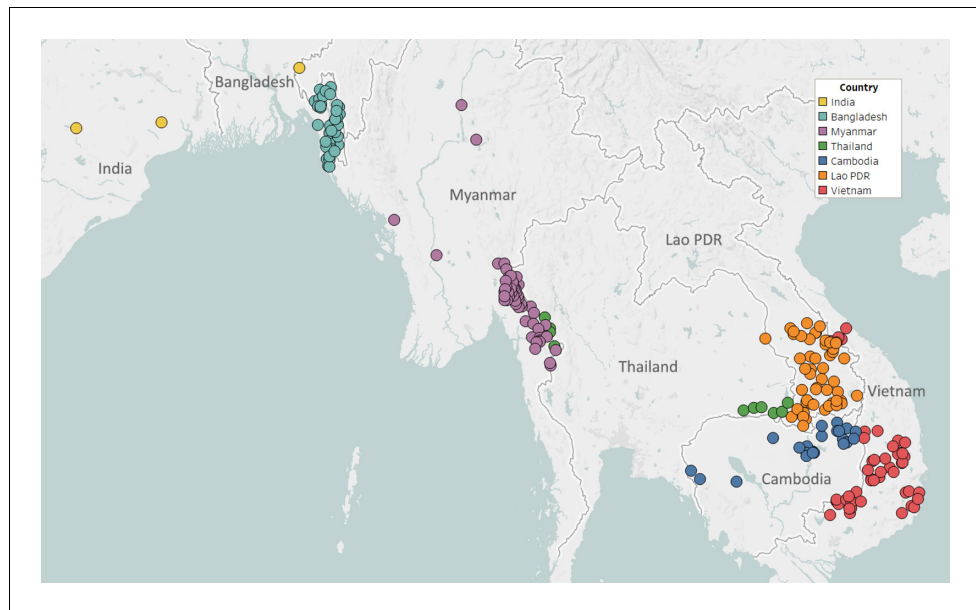 Bangladesh
India
Myanmar
Lao PDR
Thailand
Vietnam
Cambodia
Country
India
Bangladesh
Myanmar
Thailand
Cambodia
Lao PDR
Vietnam